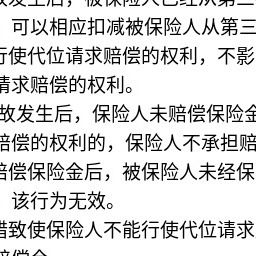 故发生后，被保险人已经从第三
，可以相应扣减被保险人从第三
行使代位请求赔偿的权利，不影
请求赔偿的权利。
故发生后，保险人未赔偿保险金
赔偿的权利的，保险人不承担赔
赔偿保险金后，被保险人未经保
，该行为无效。
错致使保险人不能行使代位请求